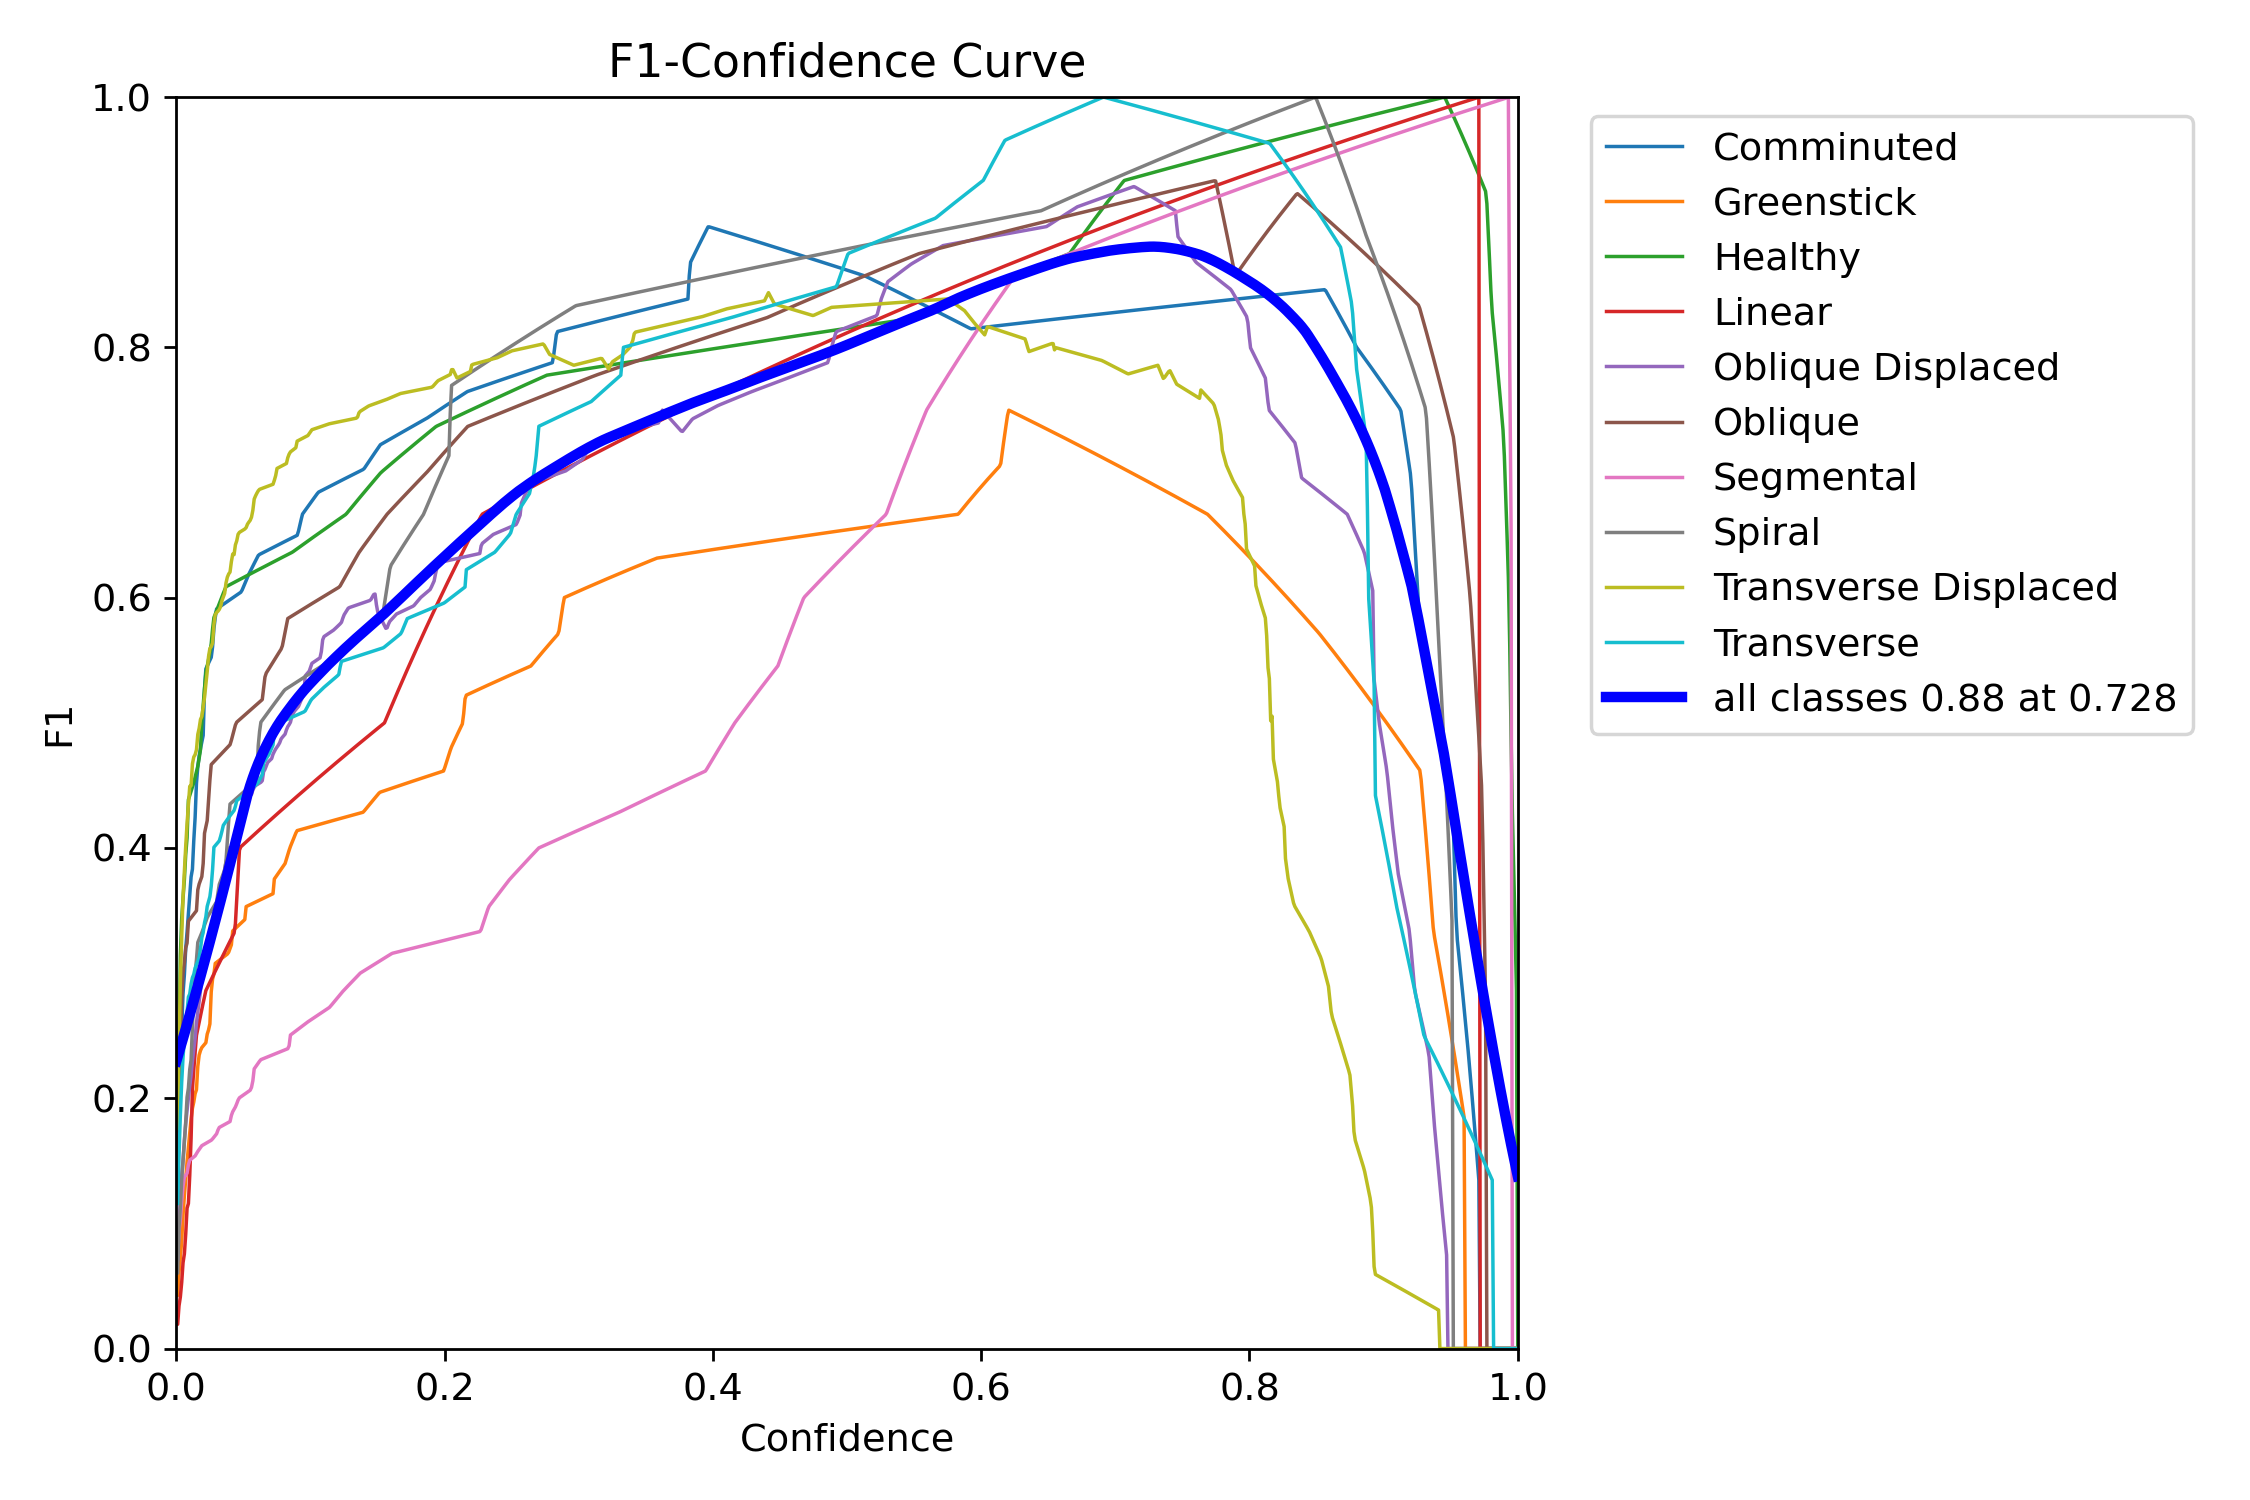 F1-Confidence Curve
1.0
0.8
0.6
0.4
0.2
0.0
F1
0.0 0.2 0.4 0.6 0.8 1.0
Confidence
Comminuted
Greenstick
Healthy
Linear
Oblique Displaced
Oblique
Segmental
Spiral
Transverse Displaced
Transverse
all classes 0.88 at 0.728